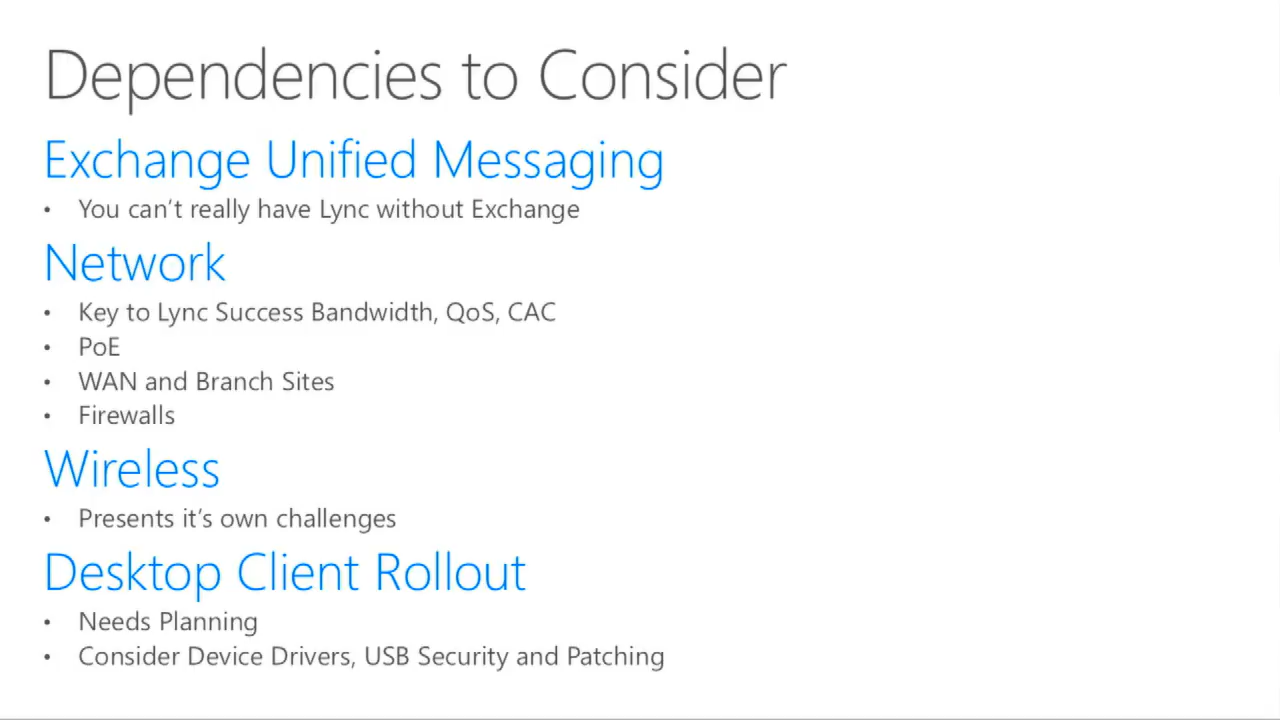 Dependencies to Consider
Exchange Unified Messaging
• You can't really have Lync without Exchange
Network
• Key to Lync Success Bandwidth, QoS, CAC
• PoE
• WAN and Branch Sites
• Firewalls
Wireless
• Presents it's own challenges
Desktop Client Rollout
• Needs Planning
• Consider Device Drivers, USB Security and Patching